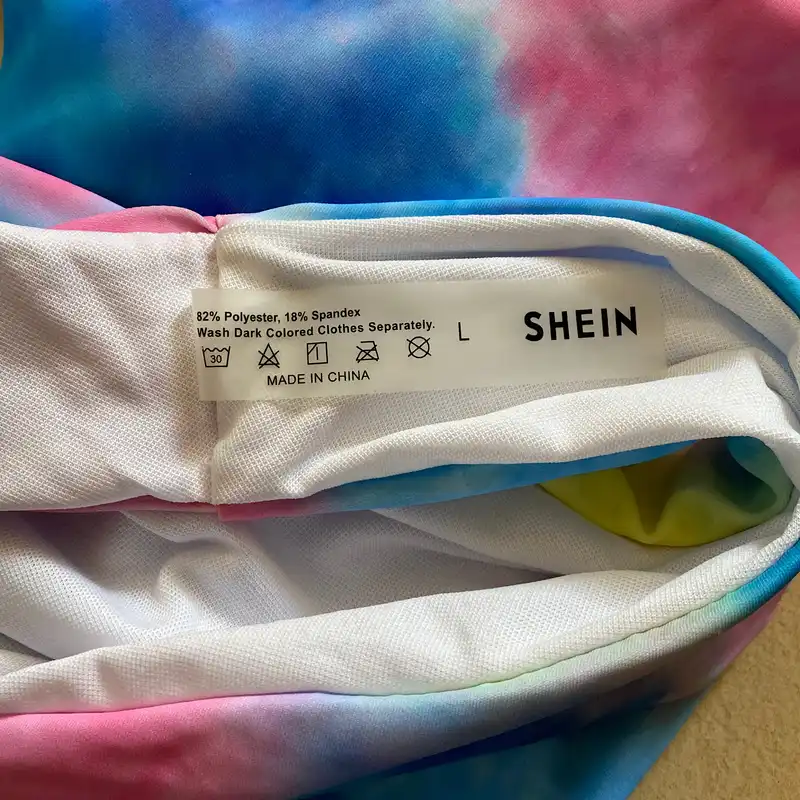 82% Polyester, 18% Spandex
Wash Dark Colored Clothes Separately.
30
L
SHEIN
MADE IN CHINA